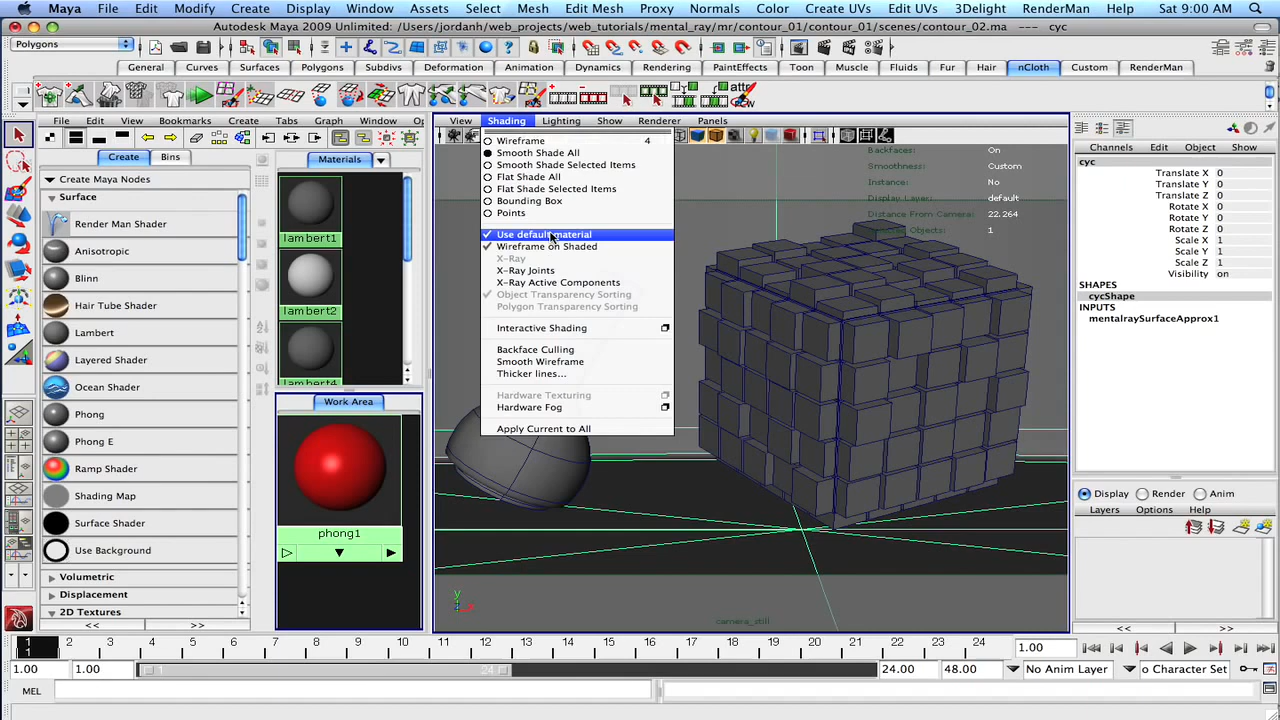 Maya File Edit Modify Create Display Window Assets Select Mesh Edit Mesh Proxy Normals Color Create UVs Edit UVs 3Delight RenderMan Help Sat 9:00 AM
Autodesk Maya 2009 Unlimited: /Users/jordanh/web_projects/web_tutorials/mental_ray/mr/contour_01/contour_01/scenes/contour_02.ma --- cyc
Polygons
General Curves Surfaces Polygons Subdivs Deformation Animation Dynamics Rendering PaintEffects Toon Muscle Fluids Fur Hair nCloth Custom RenderMan
File Edit View Bookmarks Create Tabs Graph Window
View Shading Lighting Show Renderer Panels
Create Bins
Create Maya Nodes
Surface
Render Man Shader
Anisotropic
Blinn
Hair Tube Shader
Lambert
Layered Shader
Ocean Shader
Phong
Phong E
Ramp Shader
Shading Map
Surface Shader
Use Background
Volumetric
Displacement
2D Textures
<< >>
Materials
lambert1
lambert2
lambert4
Work Area
phong1
Wireframe 4
Smooth Shade All
Smooth Shade Selected Items
Flat Shade All
Flat Shade Selected Items
Bounding Box
Points
Use default material
Wireframe on Shaded
X-Ray
X-Ray Joints
X-Ray Active Components
Object Transparency Sorting
Polygon Transparency Sorting
Interactive Shading
Backface Culling
Smooth Wireframe
Thicker lines...
Hardware Texturing
Hardware Fog
Apply Current to All
Backfaces: On
Smoothness: Custom
Instance: No
Display Layer: default
Distance From Camera: 22.264
Selected Objects: 1
y
camera_still
Channels Edit Object Show
cyc
Translate X 0
Translate Y 0
Translate Z 0
Rotate X 0
Rotate Y 0
Rotate Z 0
Scale X 1
Scale Y 1
Scale Z 1
Visibility on
SHAPES
cycShape
INPUTS
mentalraySurfaceApprox1
Display Render Anim
Layers Options Help
<< >>
1 2 3 4 5 6 7 8 9 10 11 12 13 14 15 16 17 18 19 20 21 22 23 24 1.00
1
1.00 1.00 24 24.00 48.00 No Anim Layer o Character Set
MEL